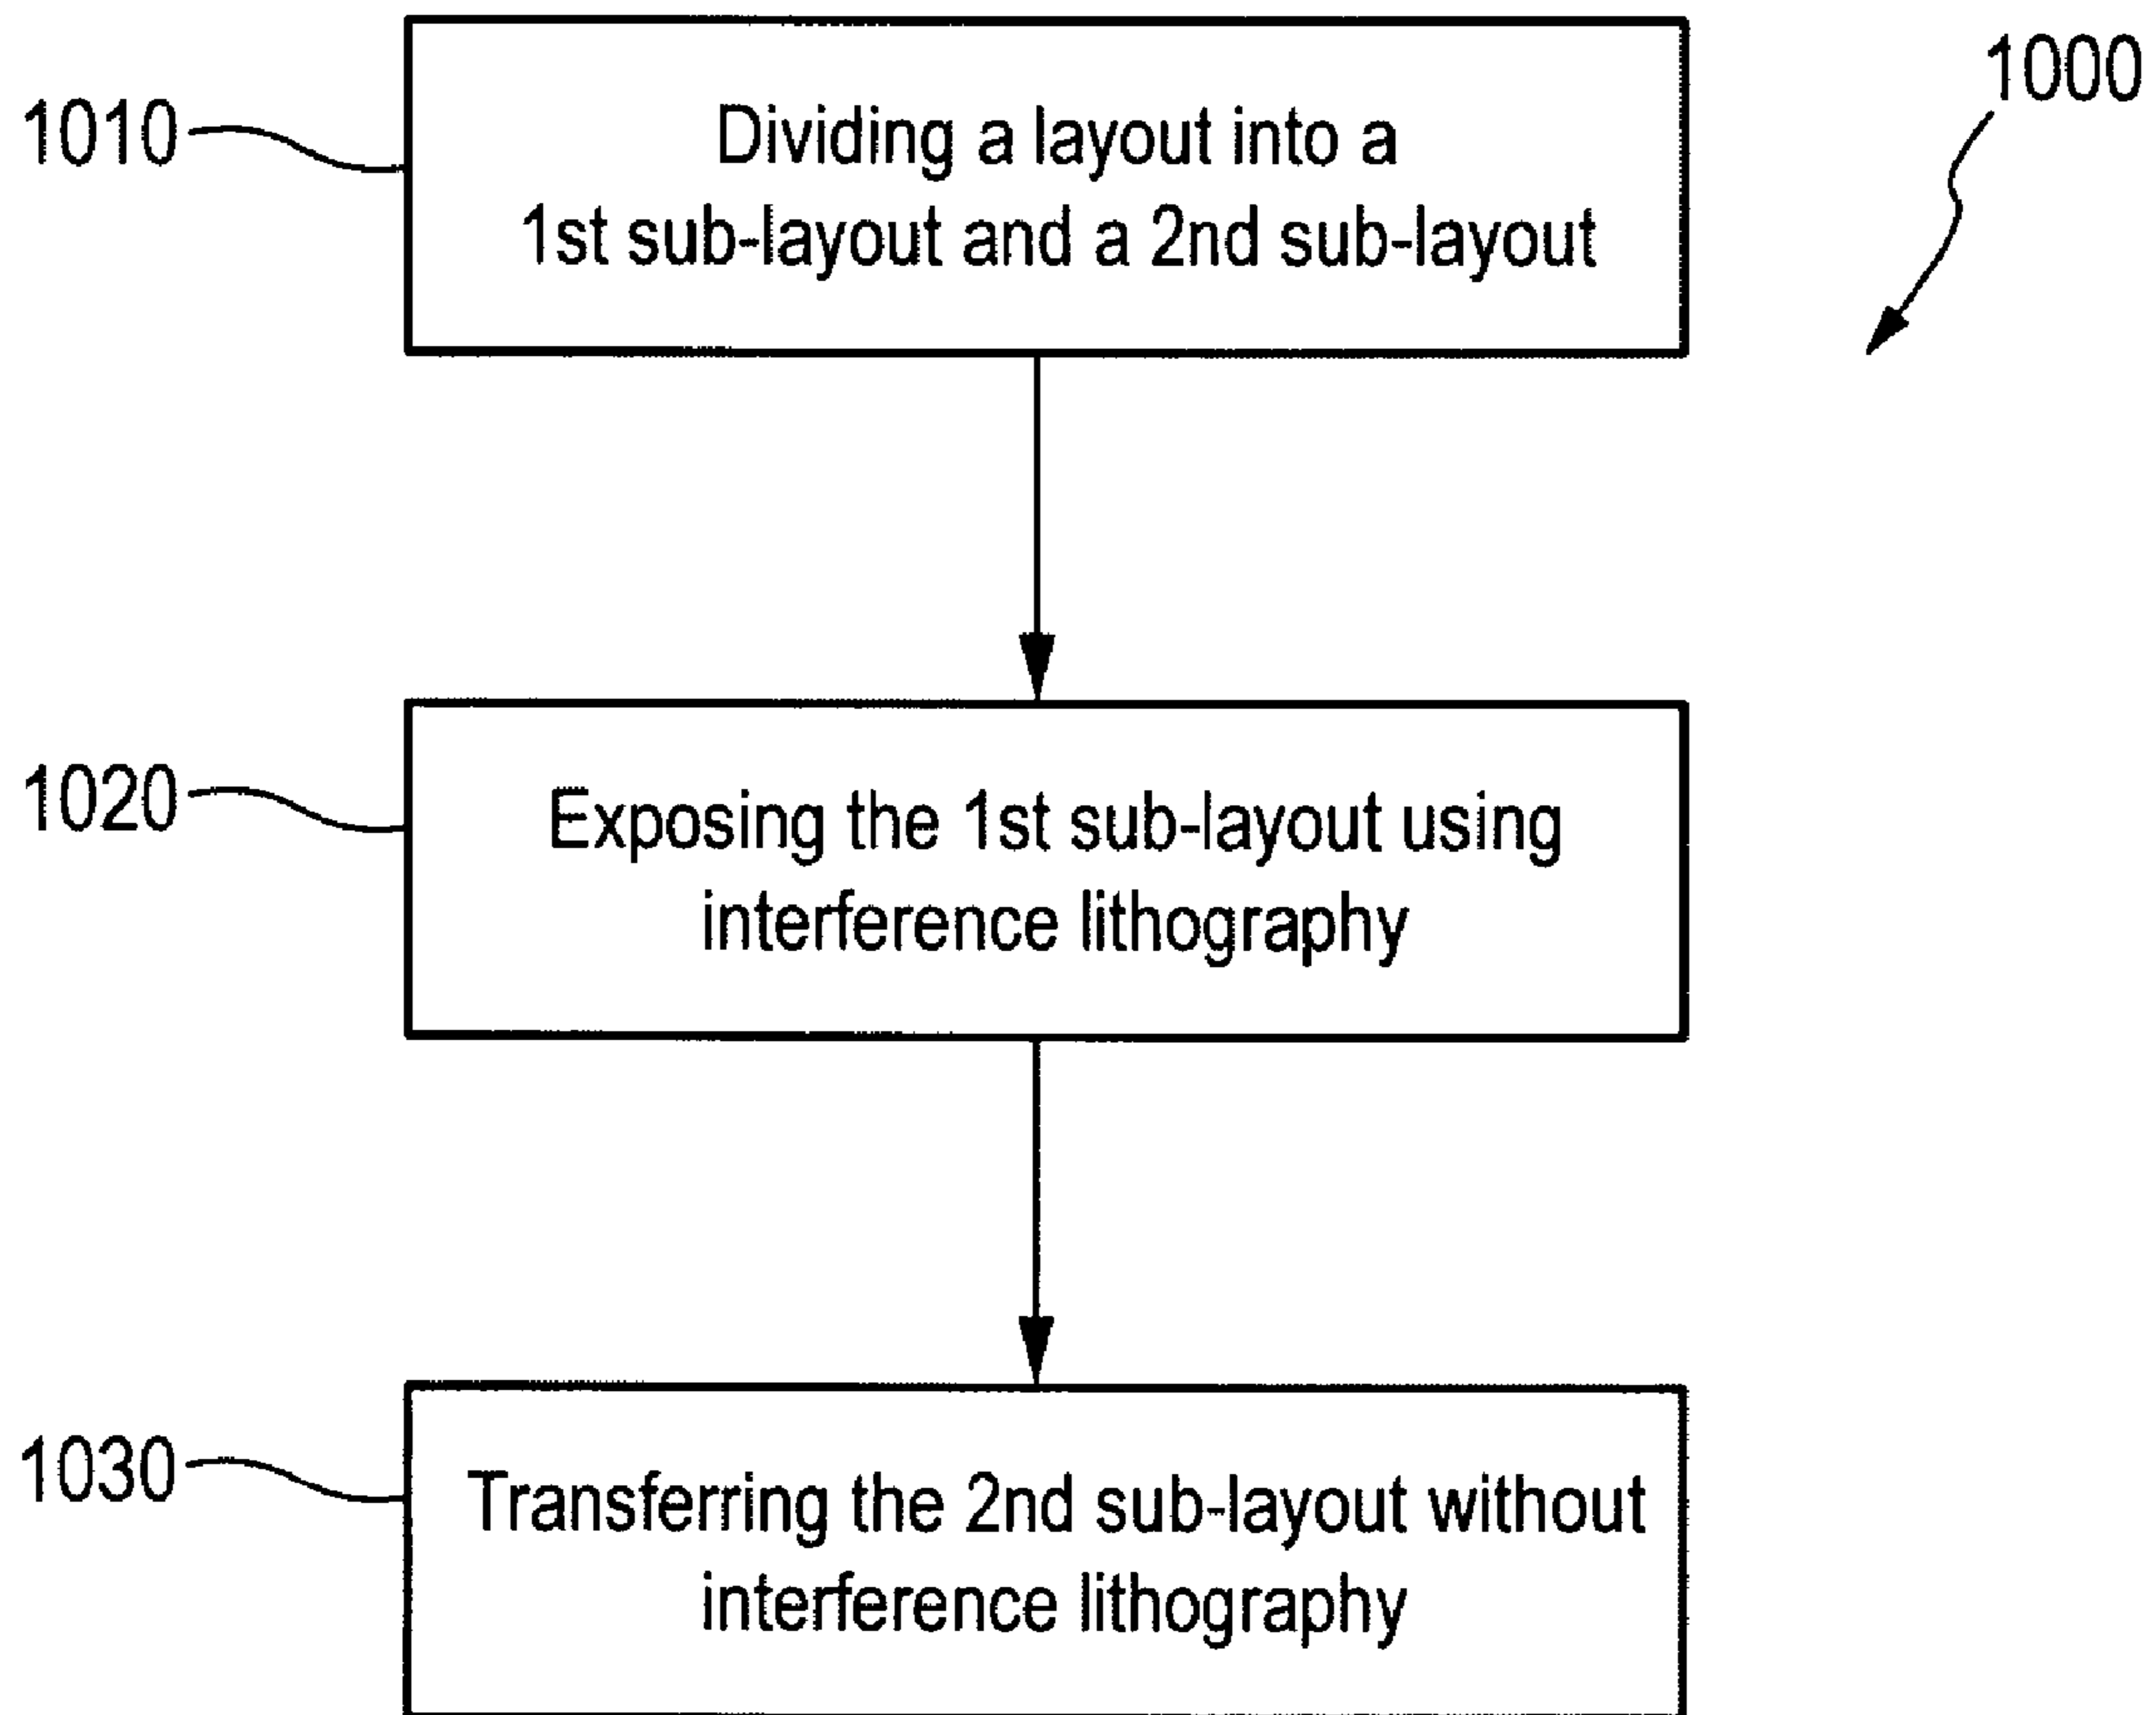 1000
1010
Dividing a layout into a
1st sub-layout and a 2nd sub-layout
1020
Exposing the 1st sub-layout using
interference lithography
1030
Transferring the 2nd sub-layout without
interference lithography